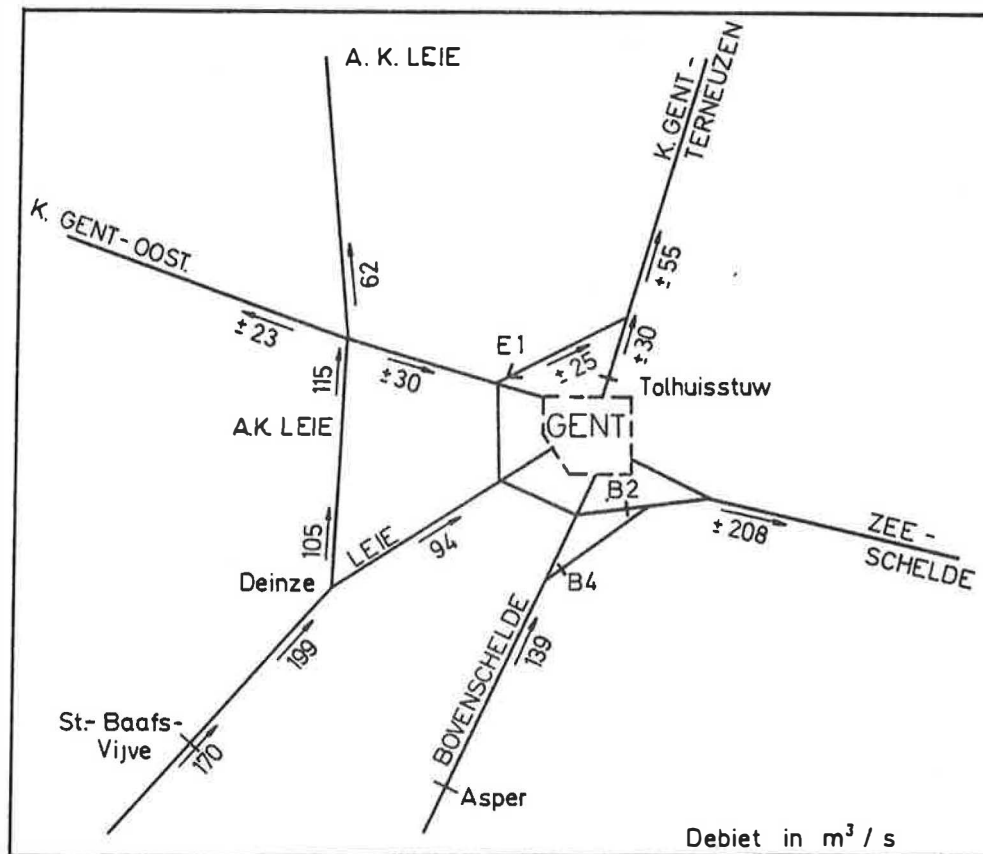 A. K. LEIE
K. GENT-
TERNEUZEN
K. GENT-OOST.
62
±55
±23
E1
±30
±25
±30
115
Tolhuisstuw
A.K. LEIE
GENT
B2
105
LEIE
94
±208
ZEE-
SCHELDE
Deinze
B4
199
BOVENSCHELDE
139
St.- Baafs-
Vijve
170
Asper
Debiet in m³ / s